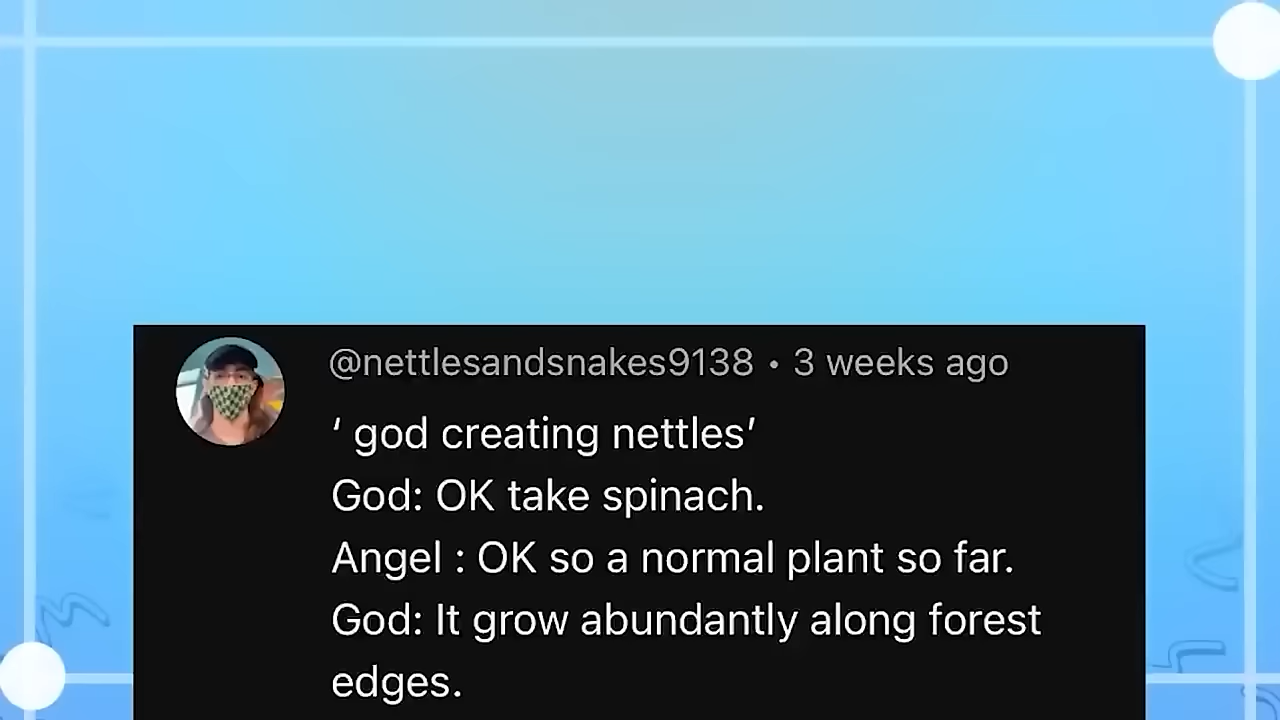 @nettlesandsnakes9138 • 3 weeks ago
‘ god creating nettles’
God: OK take spinach.
Angel : OK so a normal plant so far.
God: It grow abundantly along forest
edges.